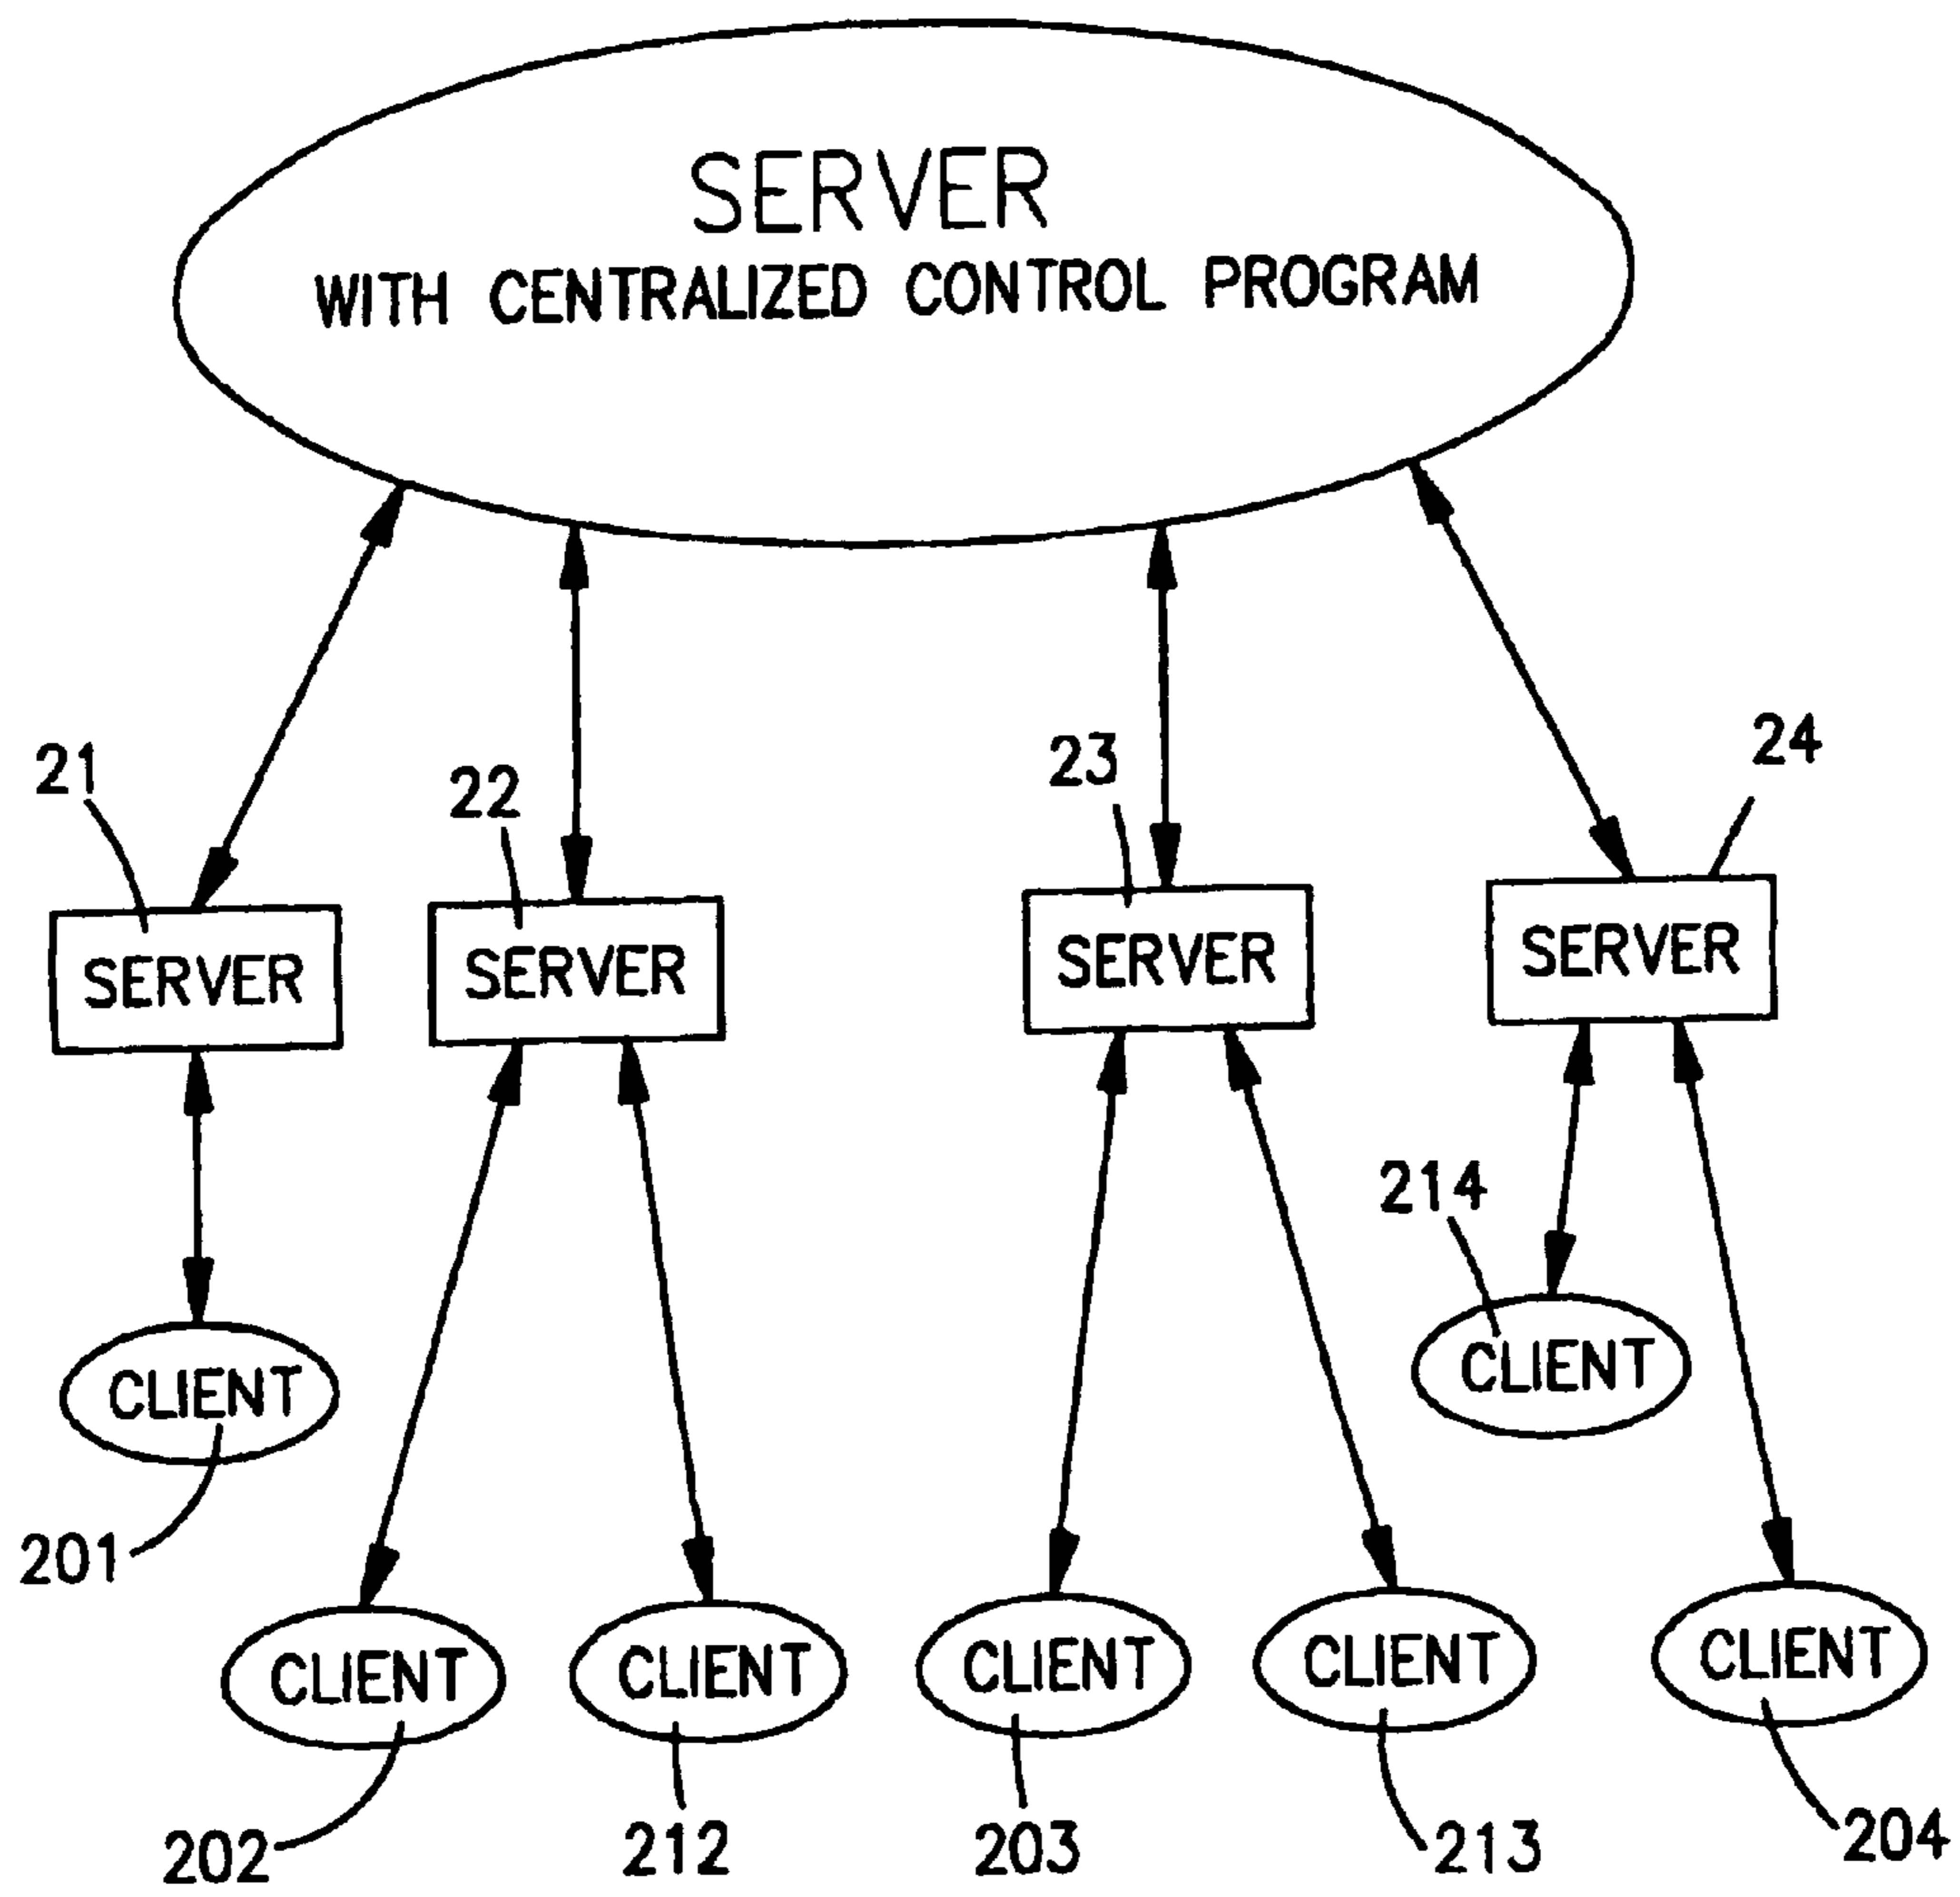 SERVER
WITH CENTRALIZED CONTROL PROGRAM
21
22
23
24
SERVER
SERVER
SERVER
SERVER
214
CLIENT
CLIENT
201
CLIENT
CLIENT
CLIENT
CLIENT
CLIENT
202
212
203
213
204